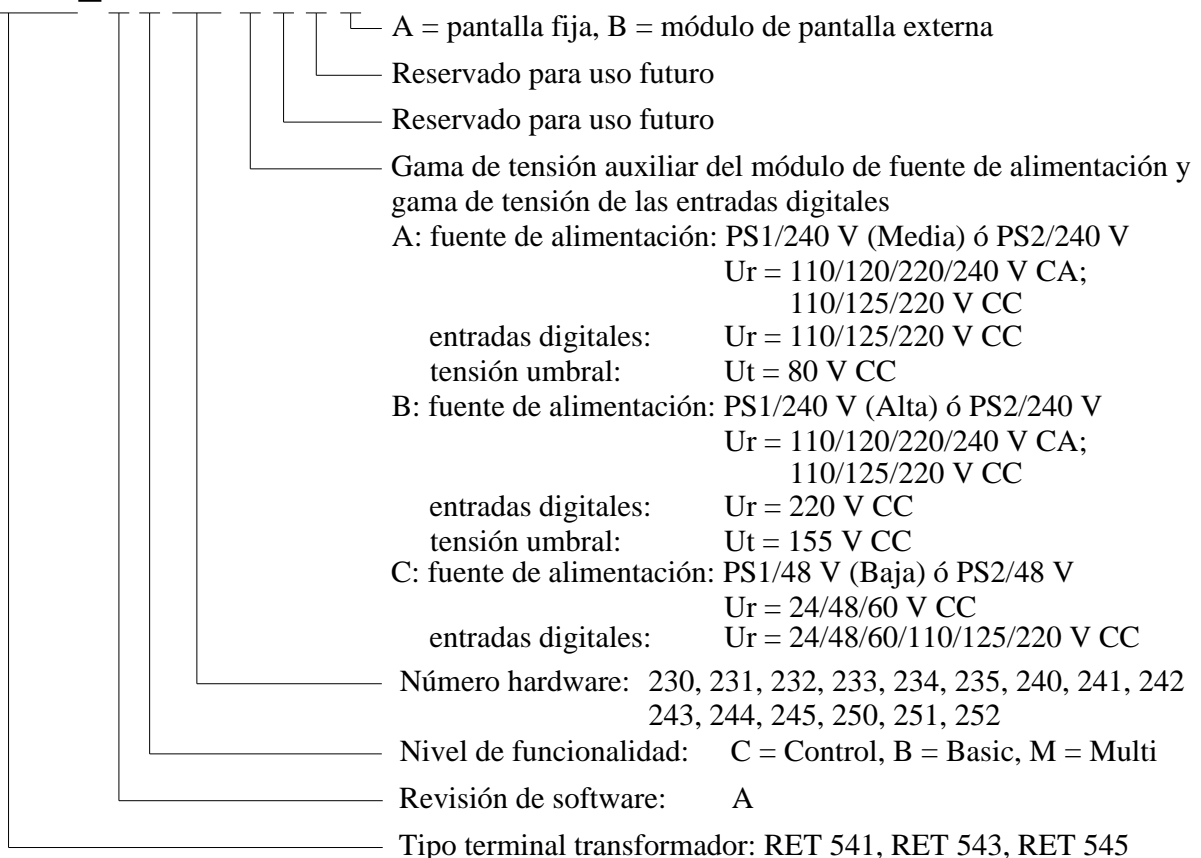 A = pantalla fija, B = módulo de pantalla externa
Reservado para uso futuro
Reservado para uso futuro
Gama de tensión auxiliar del módulo de fuente de alimentación y
gama de tensión de las entradas digitales
A: fuente de alimentación: PS1/240 V (Media) ó PS2/240 V
Ur = 110/120/220/240 V CA;
110/125/220 V CC
entradas digitales: Ur = 110/125/220 V CC
tensión umbral: Ut = 80 V CC
B: fuente de alimentación: PS1/240 V (Alta) ó PS2/240 V
Ur = 110/120/220/240 V CA;
110/125/220 V CC
entradas digitales: Ur = 220 V CC
tensión umbral: Ut = 155 V CC
C: fuente de alimentación: PS1/48 V (Baja) ó PS2/48 V
Ur = 24/48/60 V CC
entradas digitales: Ur = 24/48/60/110/125/220 V CC
Número hardware: 230, 231, 232, 233, 234, 235, 240, 241, 242
243, 244, 245, 250, 251, 252
Nivel de funcionalidad: C = Control, B = Basic, M = Multi
Revisión de software: A
Tipo terminal transformador: RET 541, RET 543, RET 545